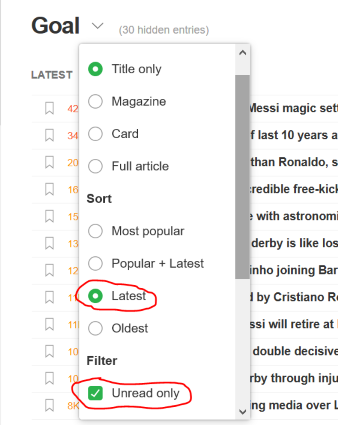 Goal
(30 hidden entries)
LATEST
Title only
Magazine
Card
Full article
Sort
Most popular
Popular + Latest
Latest
Oldest
Filter
Unread only
42
Messi magic set
34
f last 10 years a
20
than Ronaldo, s
16
credible free-kick
15
e with astronomi
13
derby is like los
12
inho joining Bar
11
d by Cristiano Ro
11
ssi will retire at
10
double decisive
10
rby through inju
8K
ng media over L